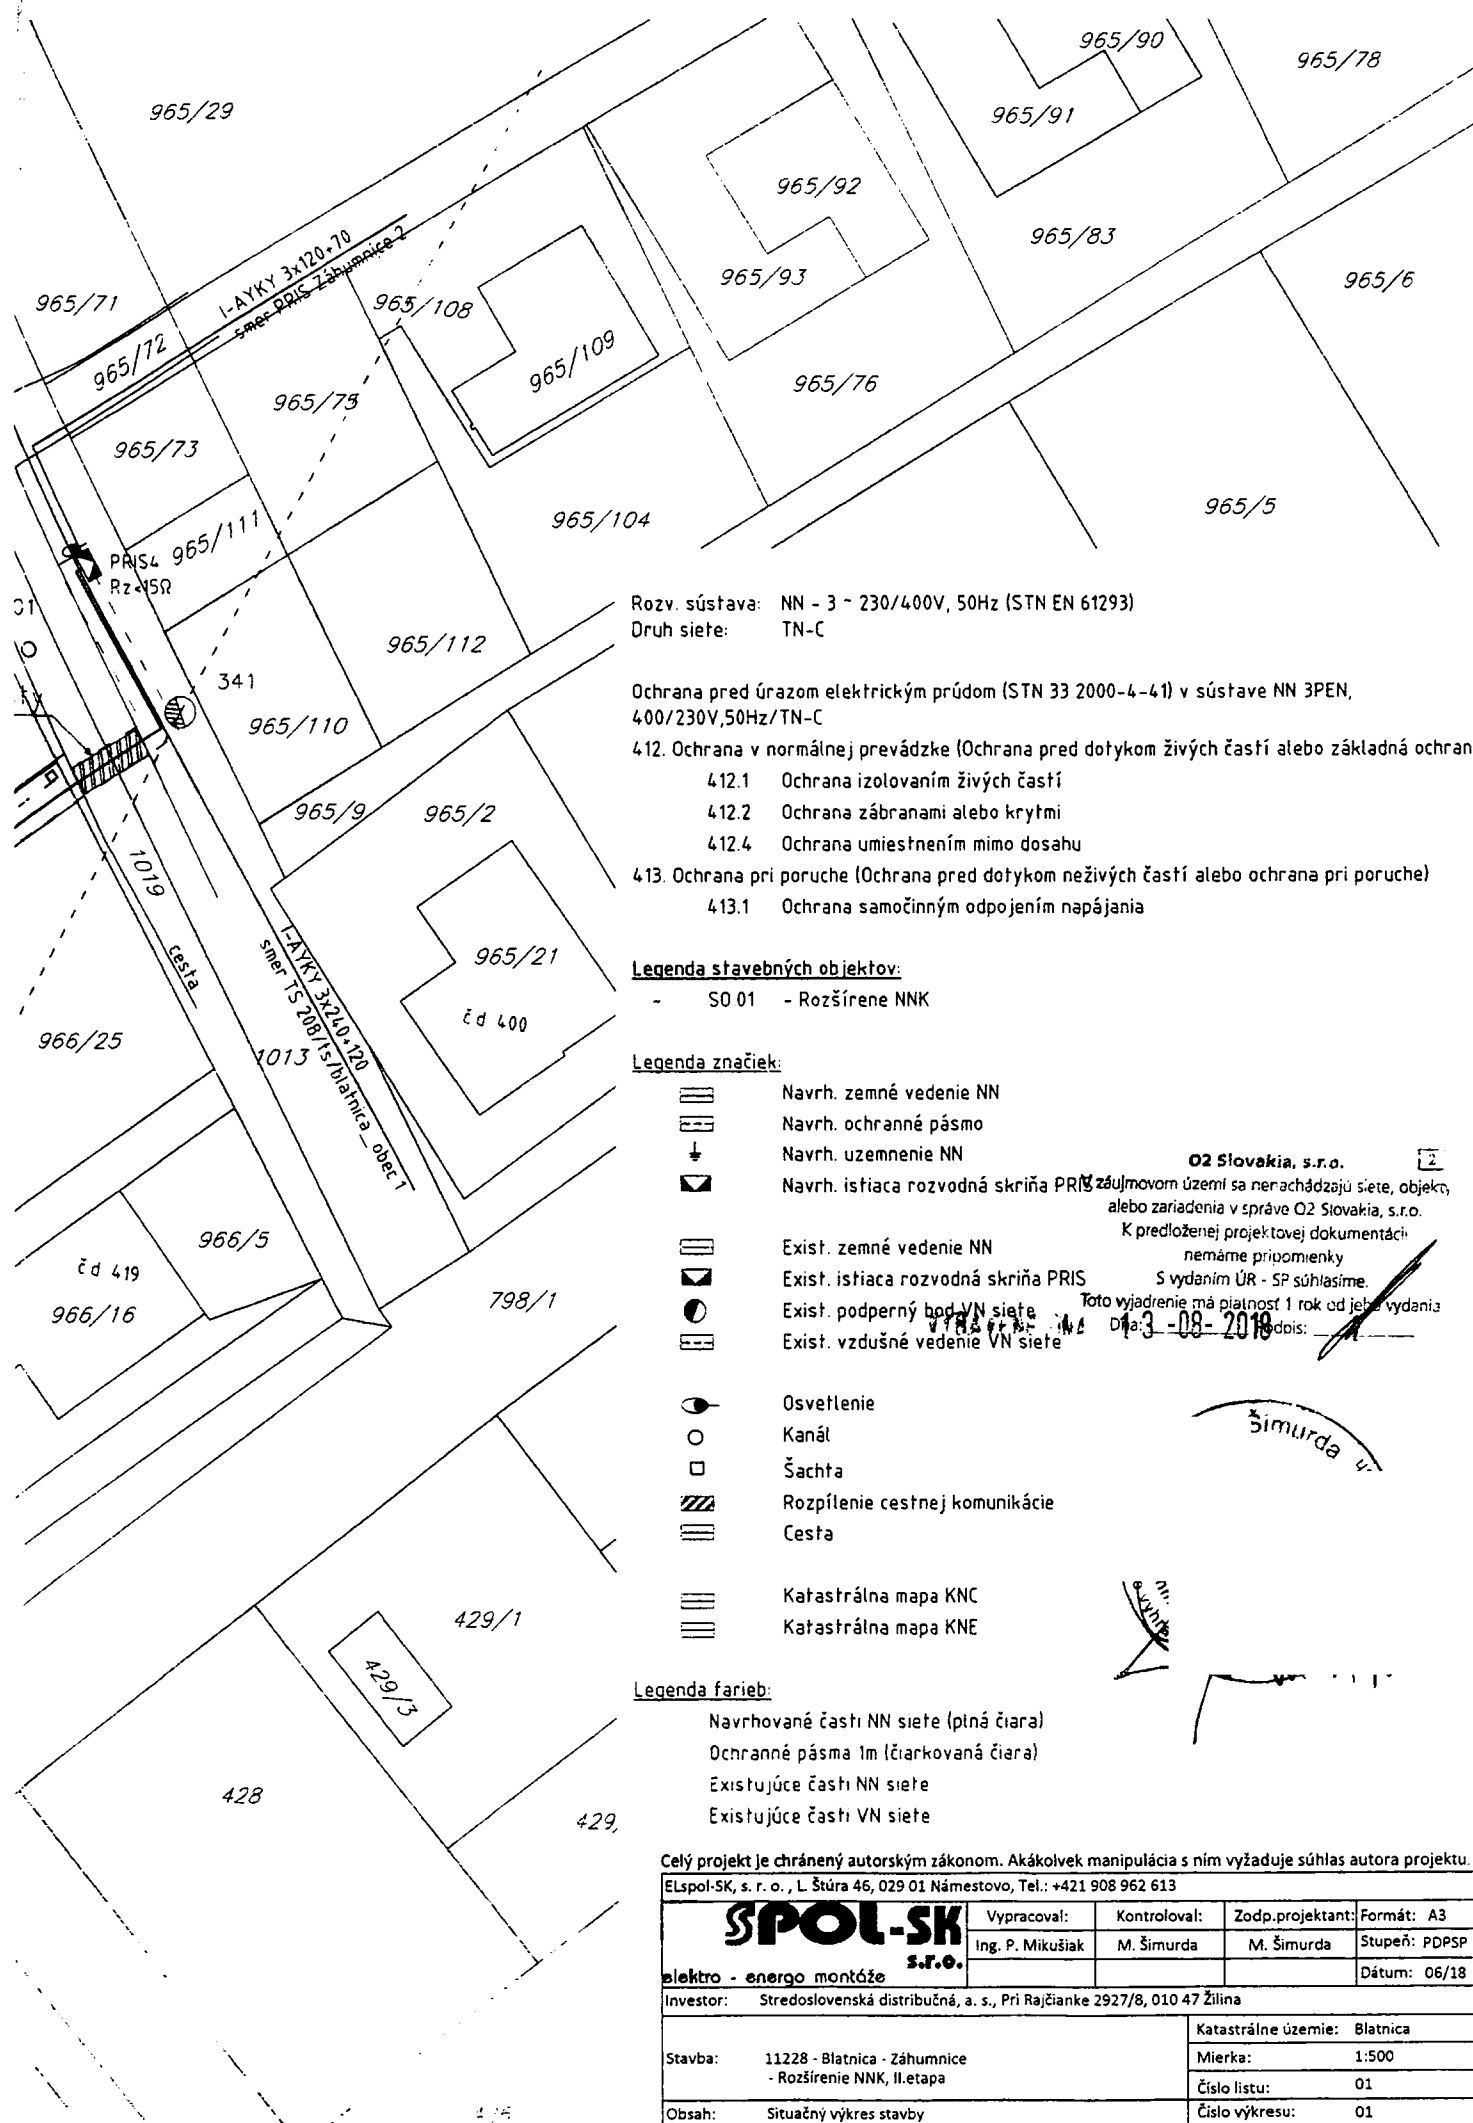 965/29
965/90
965/78
965/91
965/92
965/83
965/93
965/6
965/71
965/72
I-AYKY 3x120+70
smer PRIS Záhumnice 2
965/108
965/109
965/75
965/76
965/73
965/111
965/104
965/5
PRIS4
Rz<15Ω
01
965/112
341
965/110
965/9
965/2
1019
cesta
I-AYKY 3x240+120
smer TS 208/ts/blatnica_obec 1
965/21
čd 400
966/25
1013
966/5
čd 419
966/16
798/1
429/1
429/3
428
429,
Rozv. sústava: NN - 3 ~ 230/400V, 50Hz (STN EN 61293)
Druh siete: TN-C
Ochrana pred úrazom elektrickým prúdom (STN 33 2000-4-41) v sústave NN 3PEN,
400/230V,50Hz/TN-C
412. Ochrana v normálnej prevádzke (Ochrana pred dotykom živých častí alebo základná ochran
412.1 Ochrana izolovaním živých častí
412.2 Ochrana zábranami alebo krytmi
412.4 Ochrana umiestnením mimo dosahu
413. Ochrana pri poruche (Ochrana pred dotykom neživých častí alebo ochrana pri poruche)
413.1 Ochrana samočinným odpojením napájania
Legenda stavebných objektov:
- SO 01 - Rozšírene NNK
Legenda značiek:
Navrh. zemné vedenie NN
Navrh. ochranné pásmo
Navrh. uzemnenie NN
Navrh. istiaca rozvodná skriňa PRIS
Exist. zemné vedenie NN
Exist. istiaca rozvodná skriňa PRIS
Exist. podperný bod VN siete
Exist. vzdušné vedenie VN siete
Osvetlenie
Kanál
Šachta
Rozpílenie cestnej komunikácie
Cesta
Katastrálna mapa KNC
Katastrálna mapa KNE
O2 Slovakia, s.r.o.
2
V záujmovom území sa nenachádzajú siete, objekty,
alebo zariadenia v správe O2 Slovakia, s.r.o.
K predloženej projektovej dokumentácii
nemáme pripomienky
S vydaním ÚR - SP súhlasíme.
Toto vyjadrenie má platnosť 1 rok od jeho vydania
Dňa: 13 -08- 2018 Podpis:
Šimurda
Legenda farieb:
Navrhované časti NN siete (plná čiara)
Ochranné pásma 1m (čiarkovaná čiara)
Existujúce časti NN siete
Existujúce časti VN siete
Celý projekt je chránený autorským zákonom. Akákolvek manipulácia s ním vyžaduje súhlas autora projektu.
ELspol-SK, s. r. o. , L. Štúra 46, 029 01 Námestovo, Tel.: +421 908 962 613
SPOL-SK
s.r.o.
elektro - energo montáže
Vypracoval: Kontroloval: Zodp.projektant: Formát: A3
Ing. P. Mikušiak M. Šimurda M. Šimurda Stupeň: PDPSP
Dátum: 06/18
Investor: Stredoslovenská distribučná, a. s., Pri Rajčianke 2927/8, 010 47 Žilina
Katastrálne územie: Blatnica
Stavba: 11228 - Blatnica - Záhumnice
- Rozšírenie NNK, II.etapa
Mierka: 1:500
Číslo listu: 01
Obsah: Situačný výkres stavby
Číslo výkresu: 01